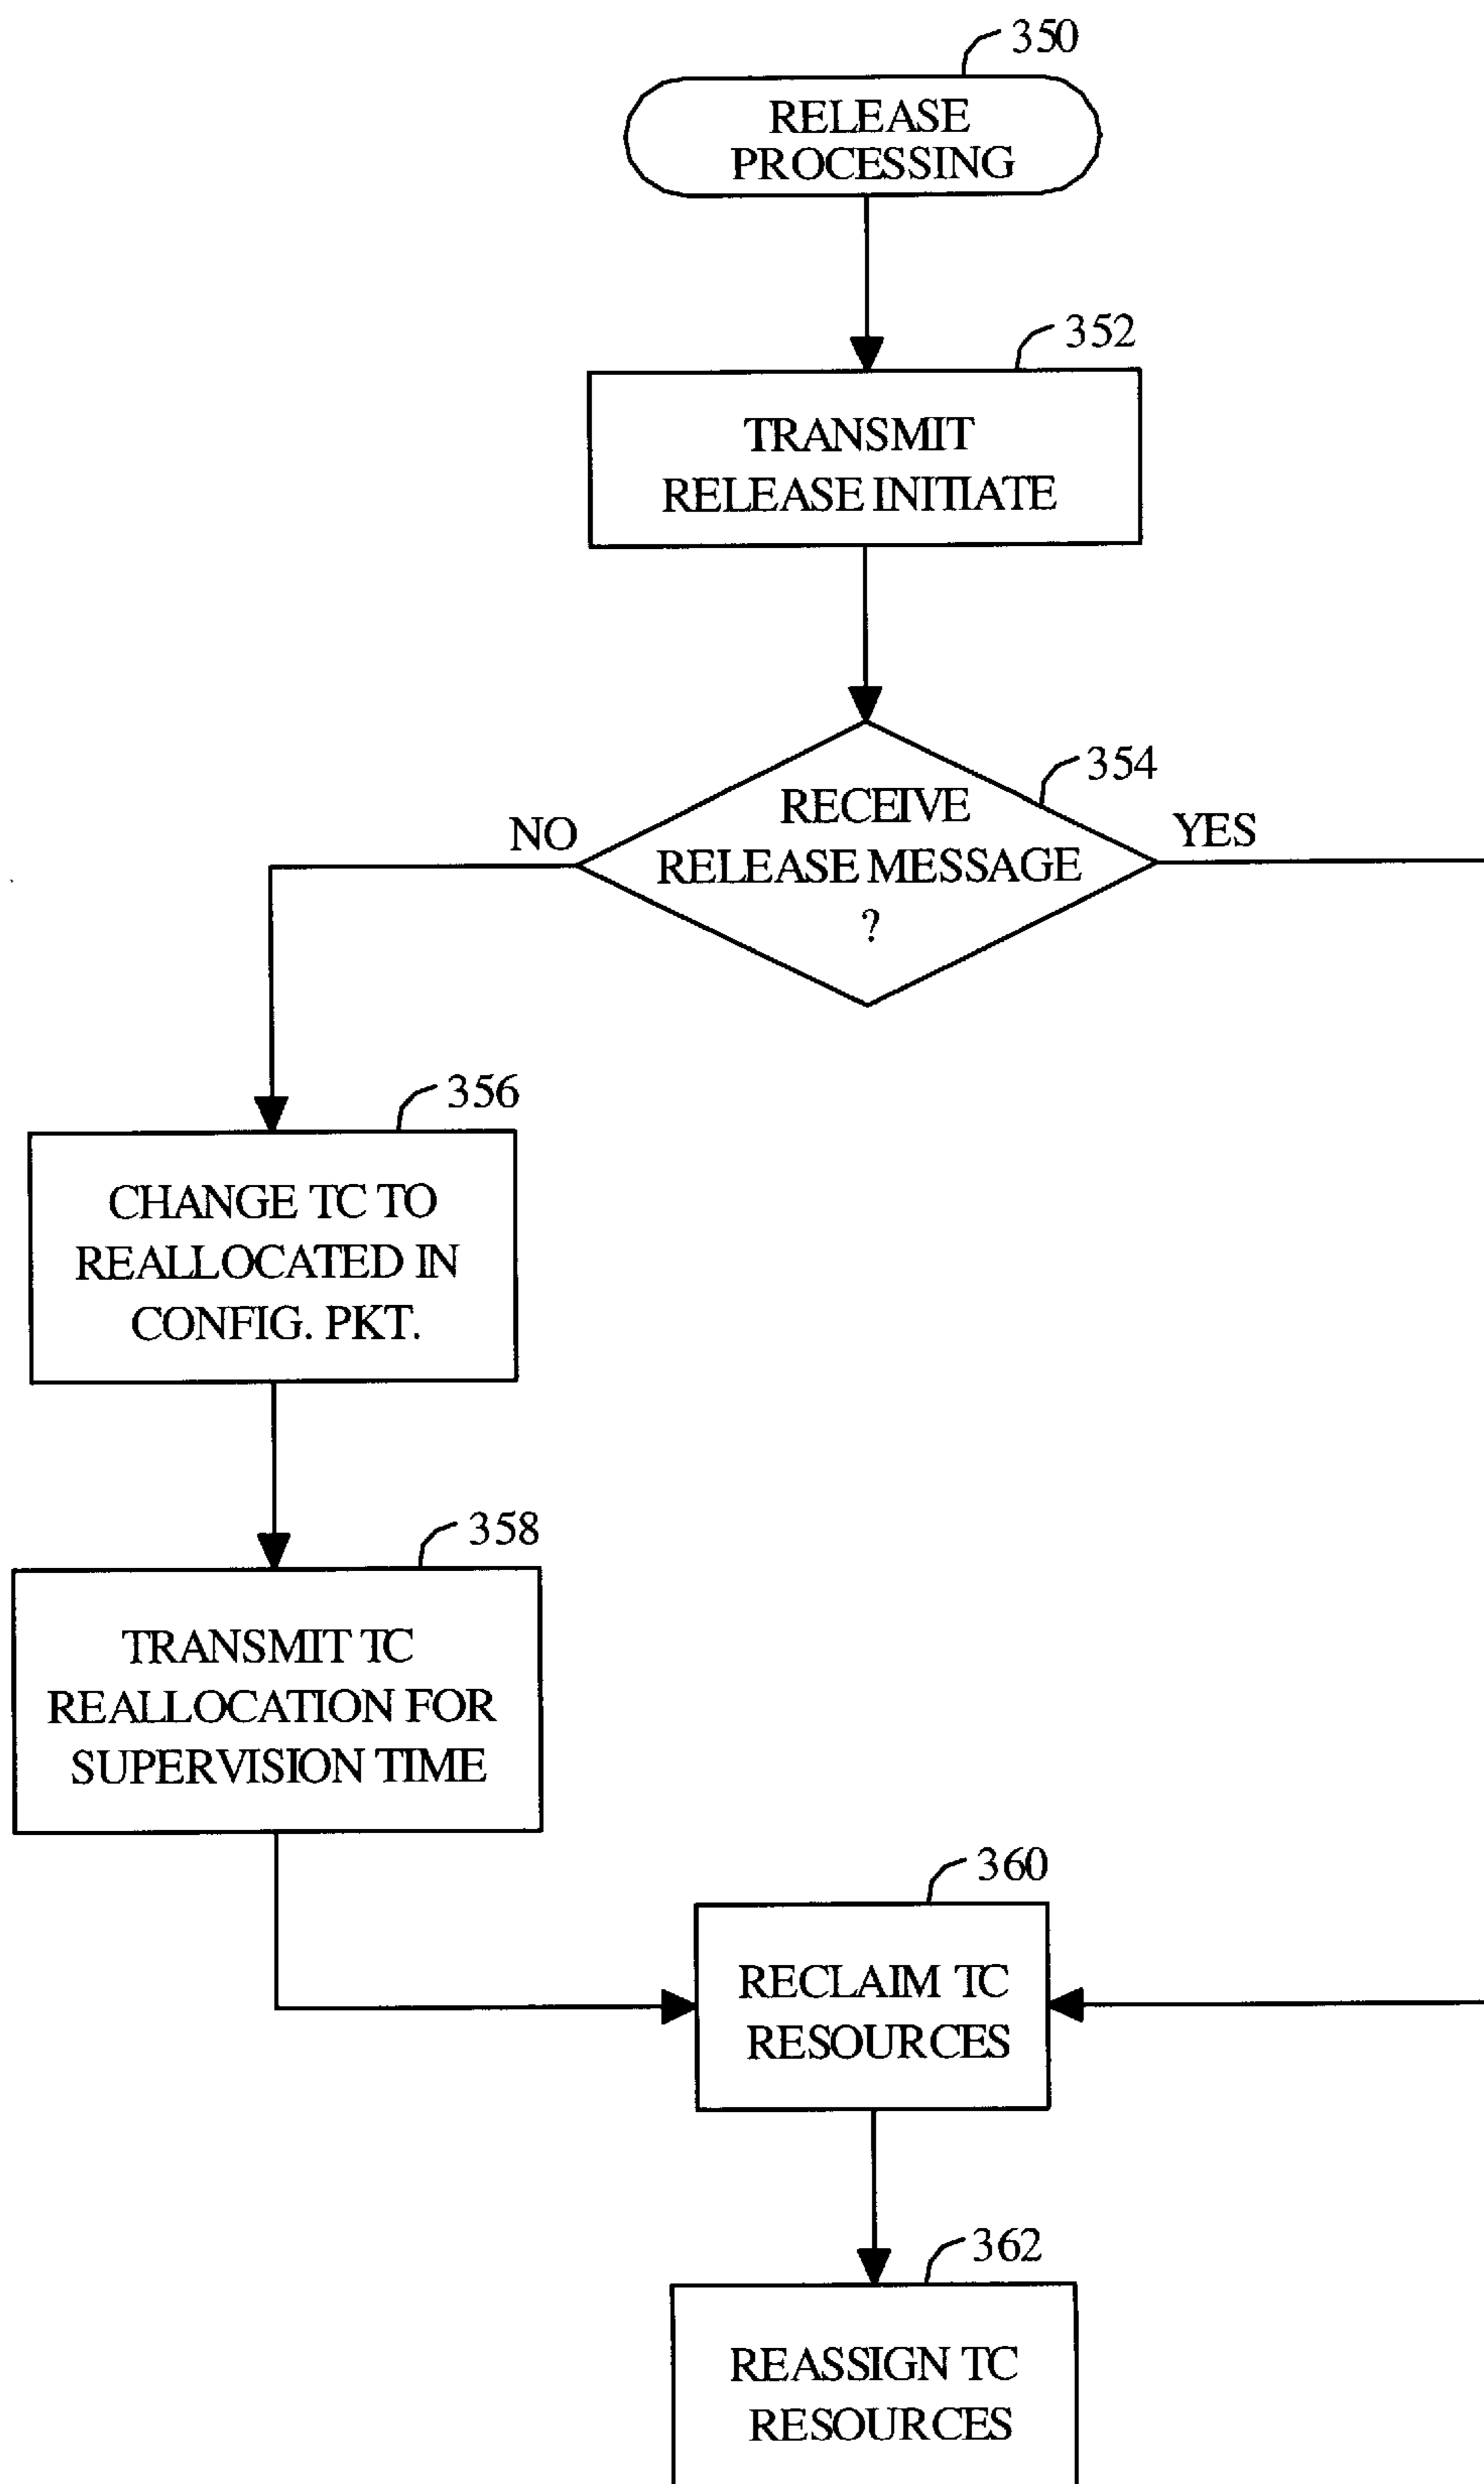 350
RELEASE
PROCESSING
352
TRANSMIT
RELEASE INITIATE
354
RECEIVE
RELEASE MESSAGE
?
NO
YES
356
CHANGE TC TO
REALLOCATED IN
CONFIG. PKT.
358
TRANSMIT TC
REALLOCATION FOR
SUPERVISION TIME
360
RECLAIM TC
RESOURCES
362
REASSIGN TC
RESOURCES